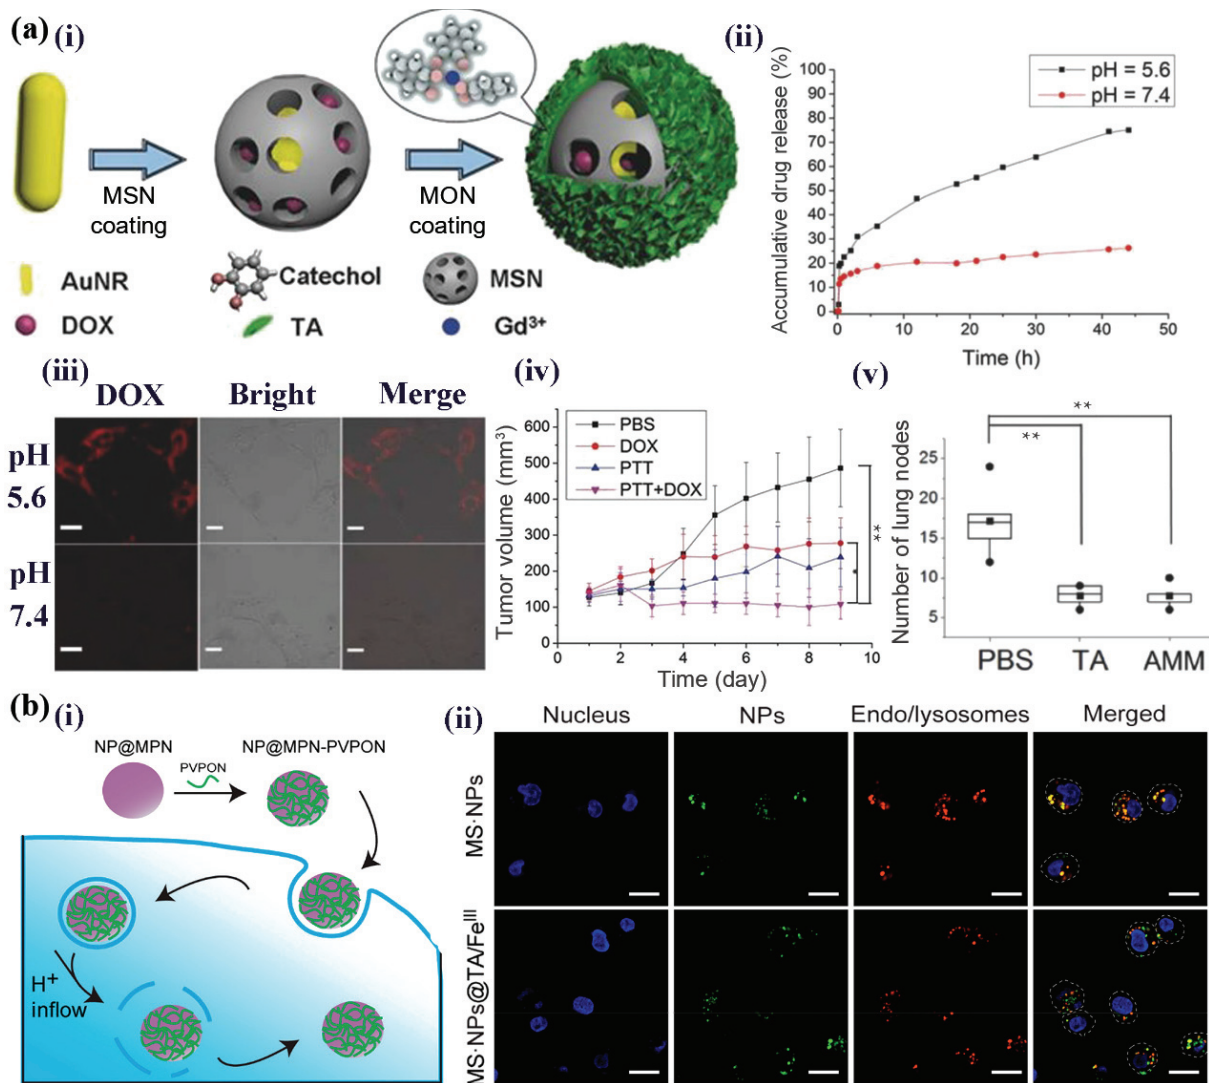 (a) (i)
MSN
coating
MON
coating
AuNR
Catechol
MSN
DOX
TA
Gd³⁺
(ii)
Accumulative drug release (%)
pH = 5.6
pH = 7.4
100
90
80
70
60
50
40
30
20
10
0
0 10 20 30 40 50
Time (h)
(iii)
DOX Bright Merge
pH
5.6
pH
7.4
(iv)
Tumor volume (mm³)
PBS
DOX
PTT
PTT+DOX
600
500
400
300
200
100
0
0 2 4 6 8 10
Time (day)
**
*
(v)
Number of lung nodes
**
**
25
20
15
10
5
PBS TA AMM
(b) (i)
NP@MPN
NP@MPN-PVPON
PVPON
H⁺
inflow
(ii)
Nucleus NPs Endo/lysosomes Merged
MS·NPs
MS·NPs@TA/Feᴵᴵᴵ